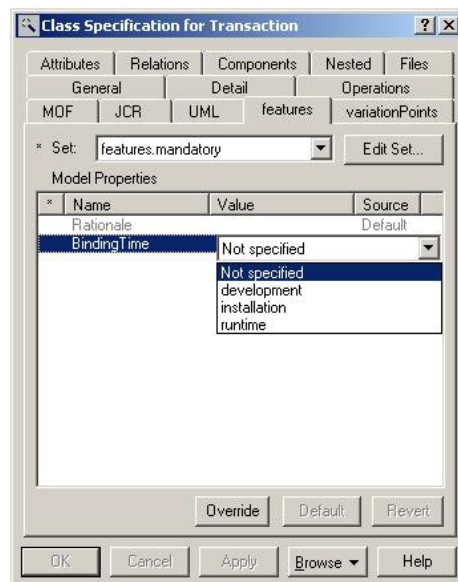 Class Specification for Transaction
Attributes Relations Components Nested Files
General Detail Operations
MOF JCR UML features variationPoints
* Set: features.mandatory Edit Set...
Model Properties
* Name Value Source
Rationale Default
BindingTime Not specified
Not specified
development
installation
runtime
Override Default Revert
OK Cancel Apply Browse Help